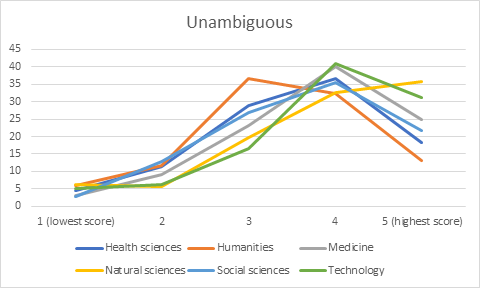 Unambiguous
45
40
35
30
25
20
15
10
5
0
1 (lowest score) 2 3 4 5 (highest score)
Health sciences Humanities Medicine
Natural sciences Social sciences Technology